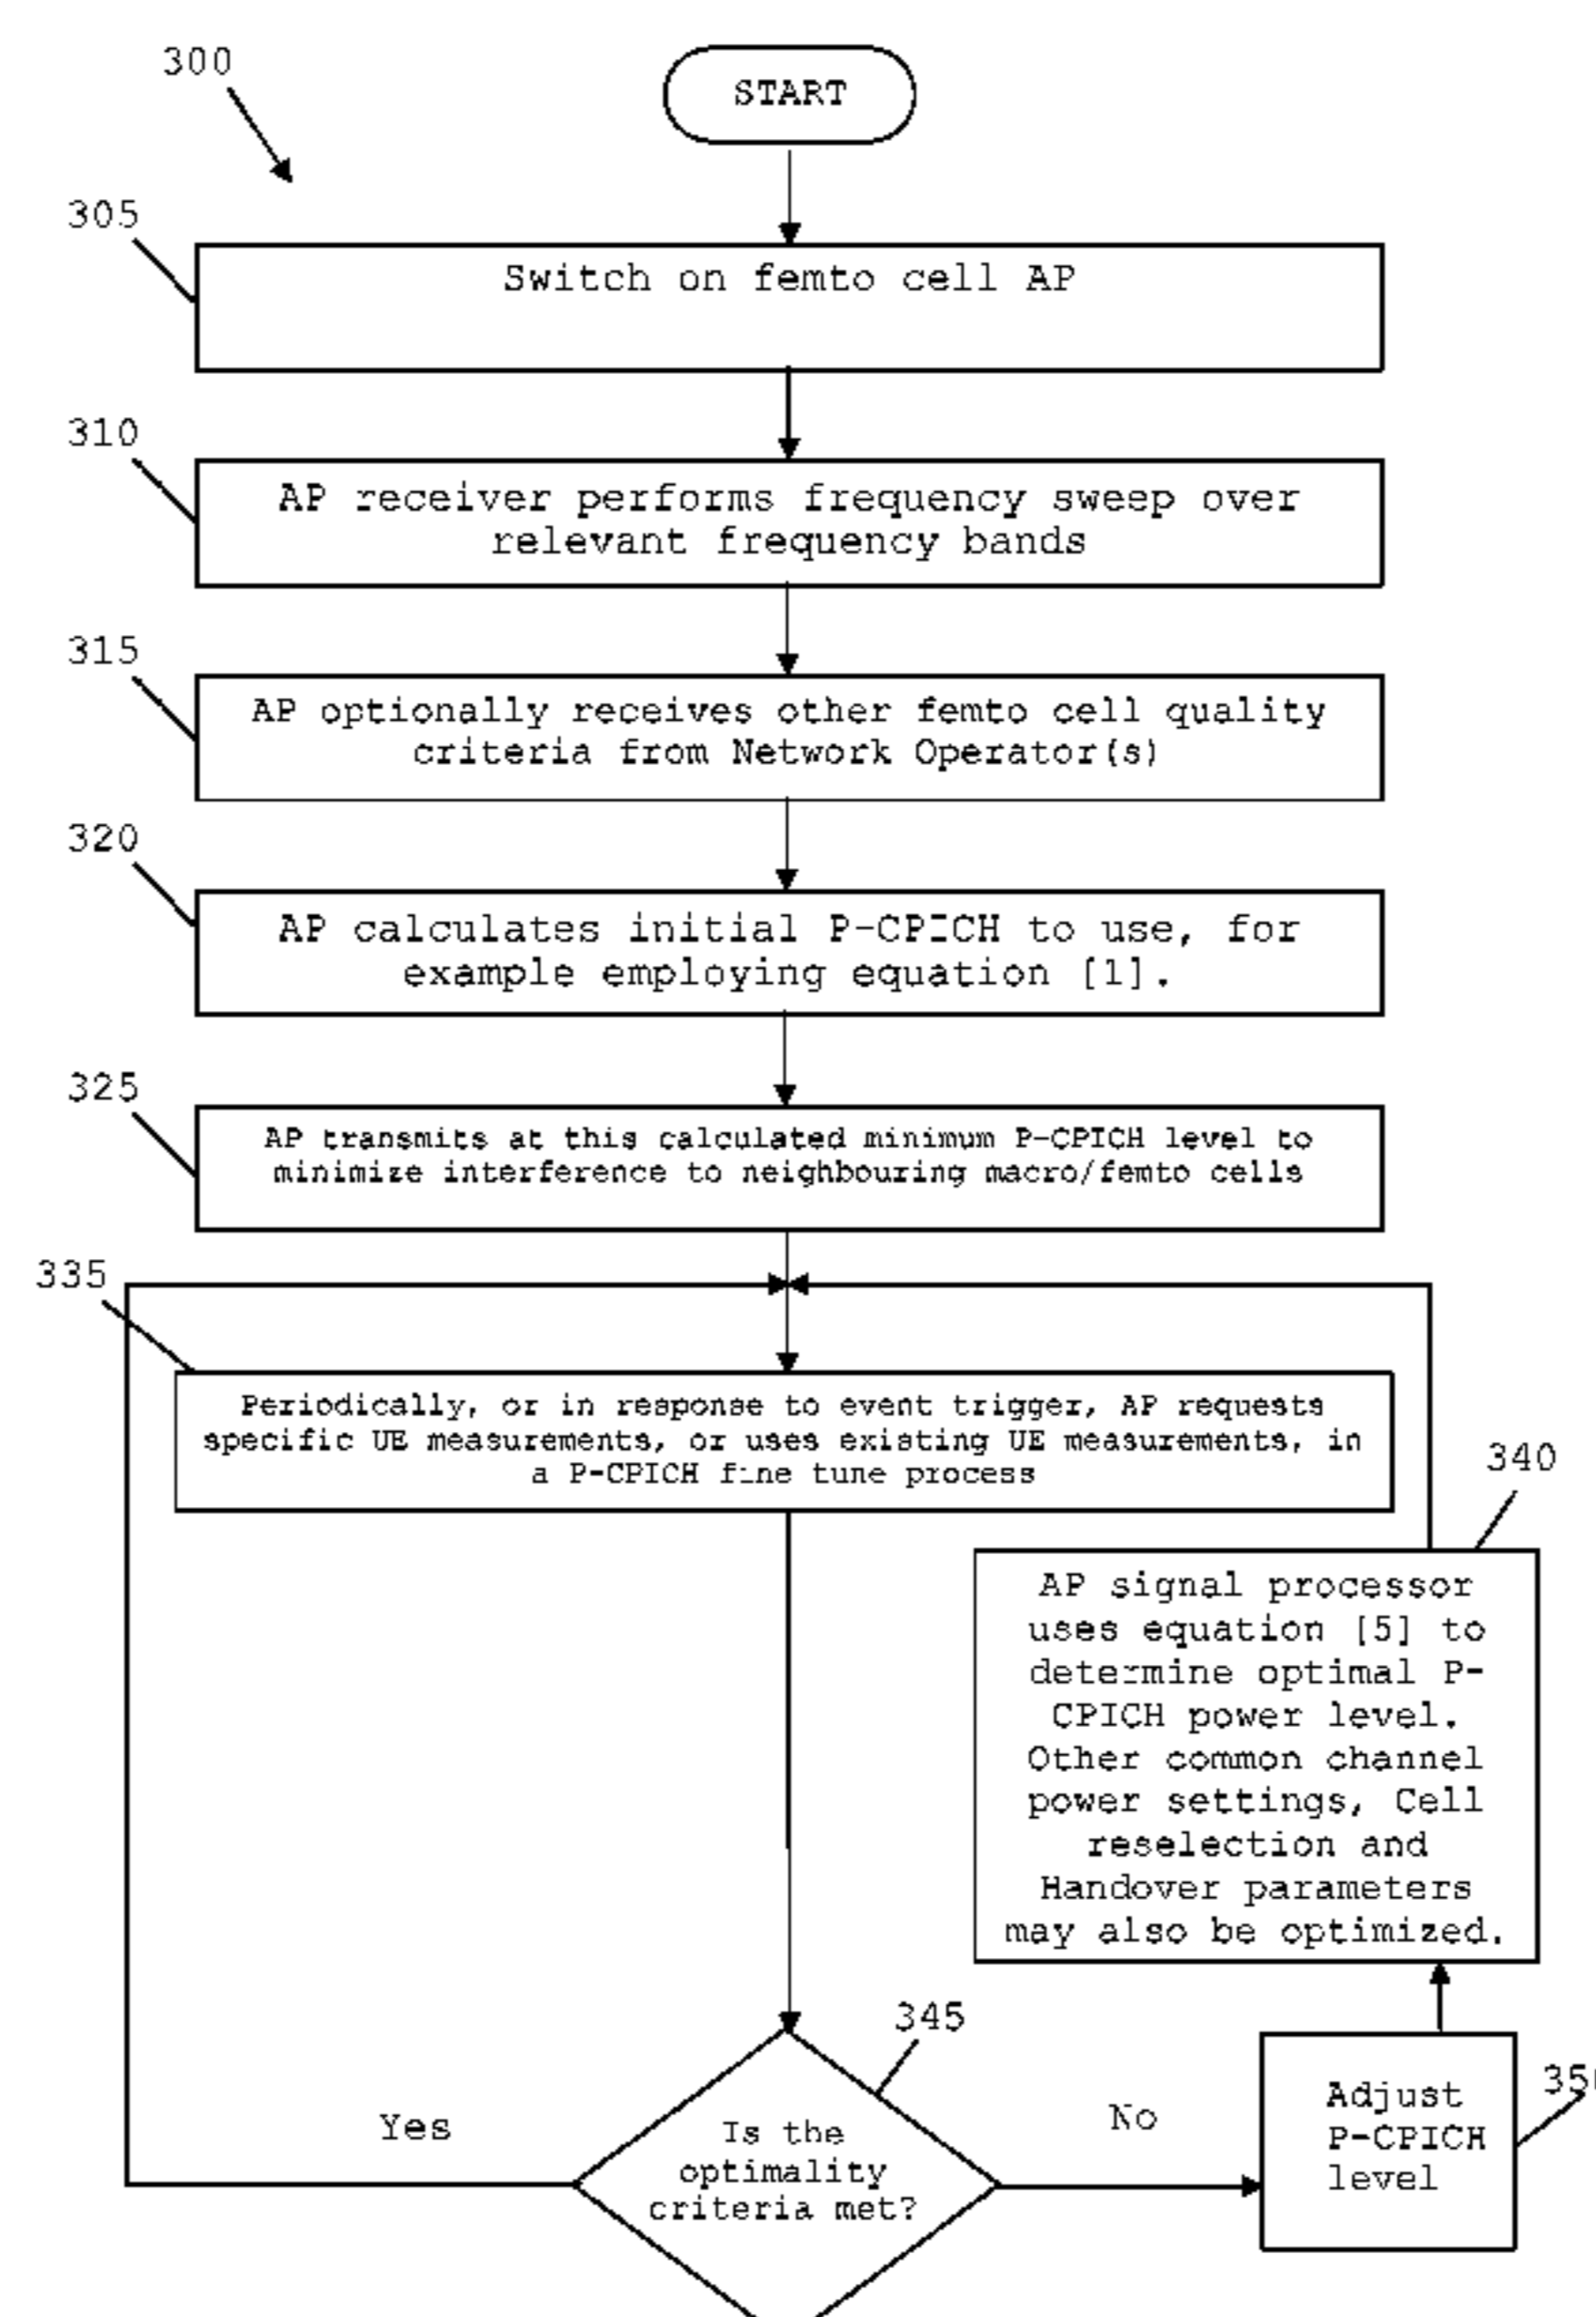 300
START
305
Switch on femto cell AP
310
AP receiver performs frequency sweep over
relevant frequency bands
315
AP optionally receives other femto cell quality
criteria from Network Operator(s)
320
AP calculates initial P-CPICH to use, for
example employing equation [1].
325
AP transmits at this calculated minimum P-CPICH level to
minimize interference to neighbouring macro/femto cells
335
Periodically, or in response to event trigger, AP requests
specific UE measurements, or uses existing UE measurements, in
a P-CPICH fine tune process
340
AP signal processor
uses equation [5] to
determine optimal P-
CPICH power level.
Other common channel
power settings, Cell
reselection and
Handover parameters
may also be optimized.
345
Is the
optimality
criteria met?
Yes
No
Adjust
P-CPICH
level